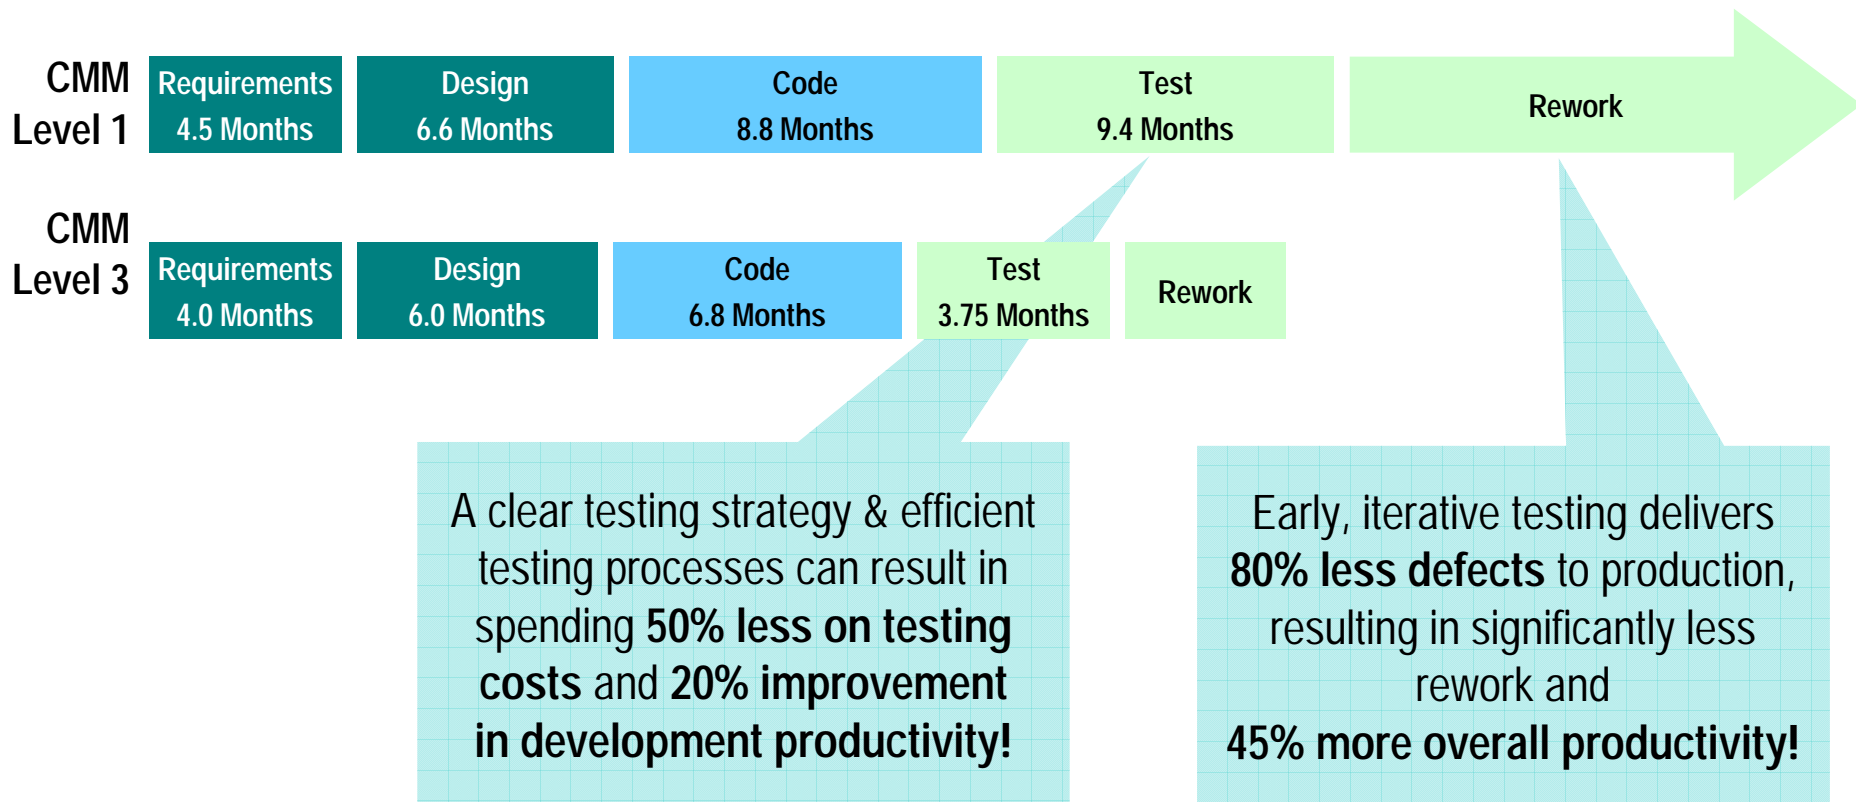 CMM
Level 1
Requirements
4.5 Months
Design
6.6 Months
Code
8.8 Months
Test
9.4 Months
Rework
CMM
Level 3
Requirements
4.0 Months
Design
6.0 Months
Code
6.8 Months
Test
3.75 Months
Rework
A clear testing strategy & efficient
testing processes can result in
spending 50% less on testing
costs and 20% improvement
in development productivity!
Early, iterative testing delivers
80% less defects to production,
resulting in significantly less
rework and
45% more overall productivity!